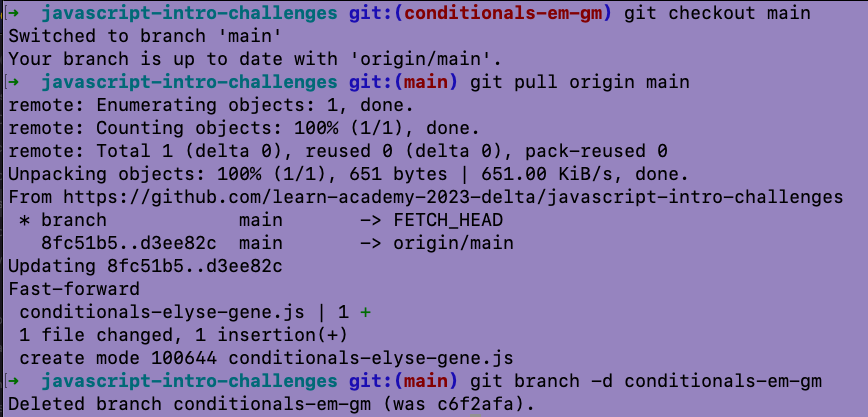 [➜  javascript-intro-challenges git:(conditionals-em-gm) git checkout main
Switched to branch 'main'
Your branch is up to date with 'origin/main'.
[➜  javascript-intro-challenges git:(main) git pull origin main
remote: Enumerating objects: 1, done.
remote: Counting objects: 100% (1/1), done.
remote: Total 1 (delta 0), reused 0 (delta 0), pack-reused 0
Unpacking objects: 100% (1/1), 651 bytes | 651.00 KiB/s, done.
From https://github.com/learn-academy-2023-delta/javascript-intro-challenges
 * branch            main       -> FETCH_HEAD
   8fc51b5..d3ee82c  main       -> origin/main
Updating 8fc51b5..d3ee82c
Fast-forward
 conditionals-elyse-gene.js | 1 +
 1 file changed, 1 insertion(+)
 create mode 100644 conditionals-elyse-gene.js
[➜  javascript-intro-challenges git:(main) git branch -d conditionals-em-gm
Deleted branch conditionals-em-gm (was c6f2afa).